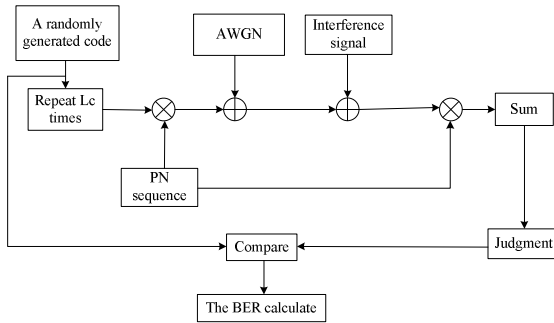 A randomly
generated code
AWGN
Interference
signal
Repeat Lc
times
Sum
PN
sequence
Compare
Judgment
The BER calculate